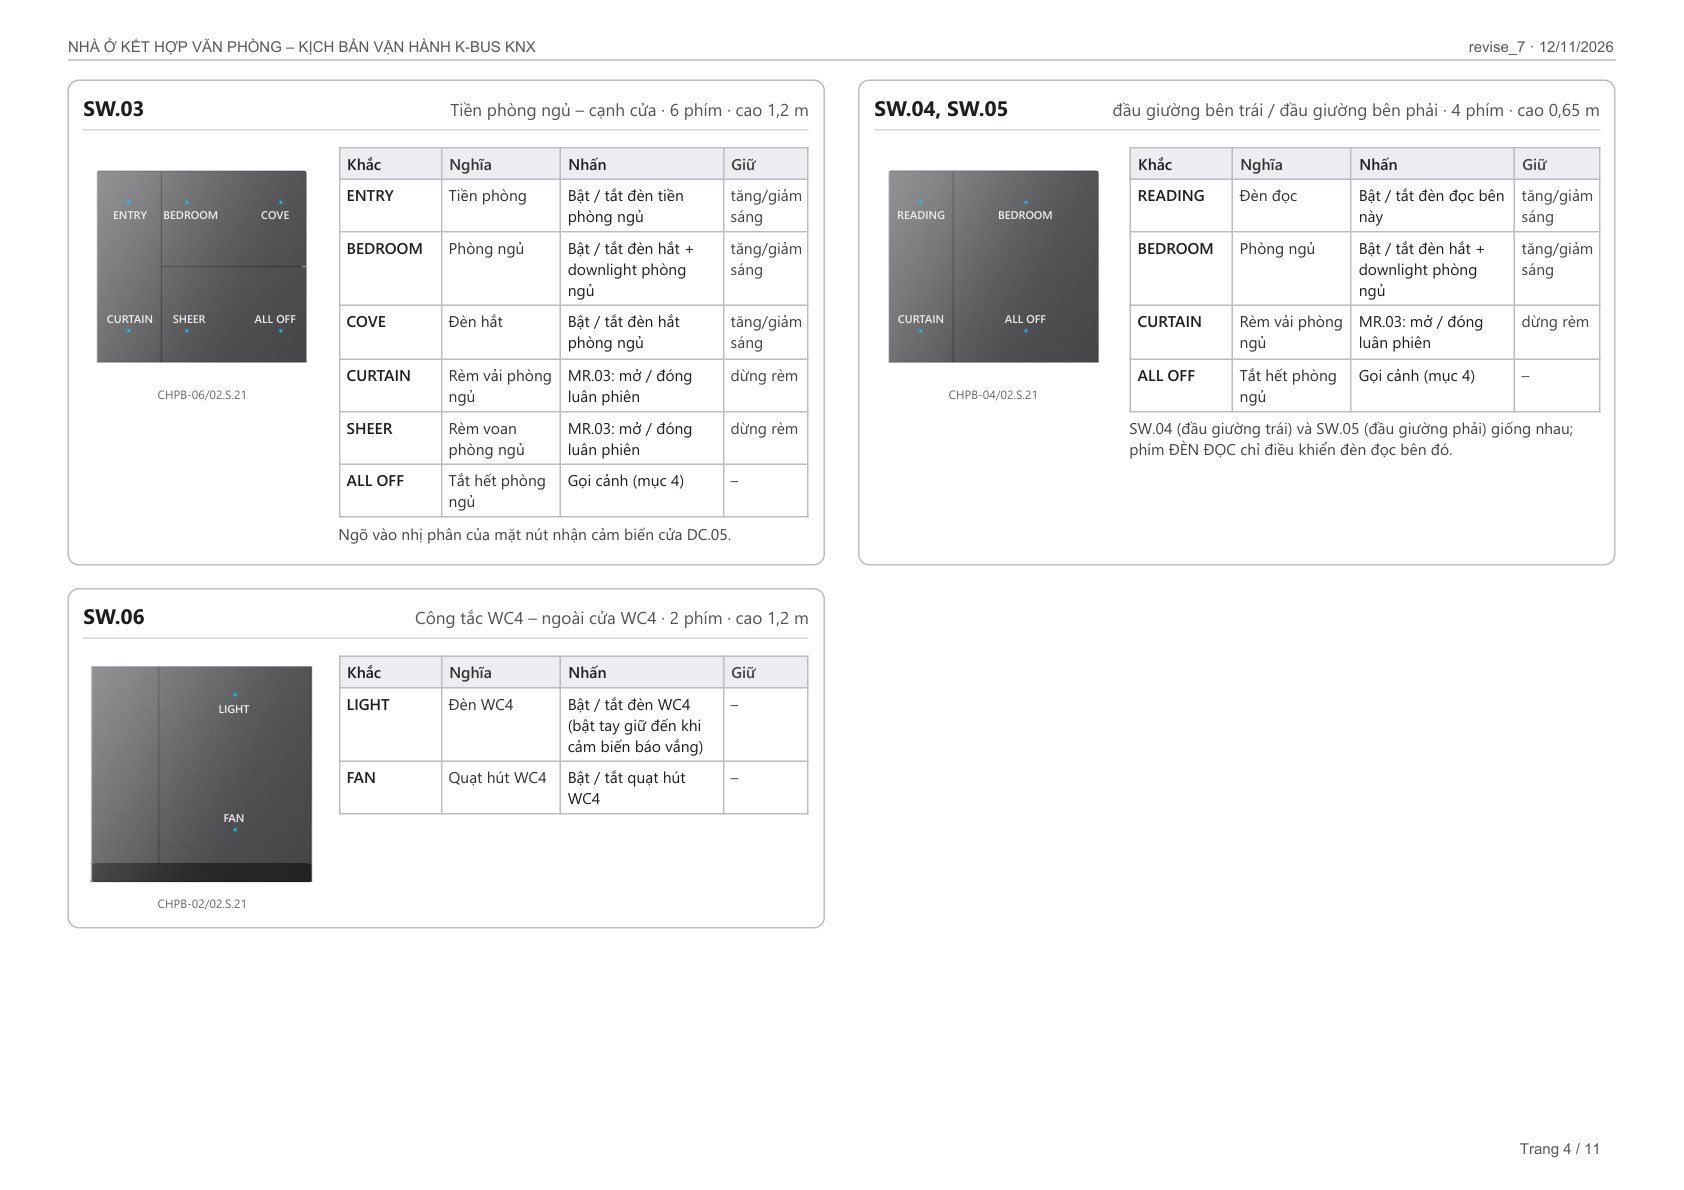 NHÀ Ở KẾT HỢP VĂN PHÒNG – KỊCH BẢN VẬN HÀNH K-BUS KNX
revise_7 · 12/11/2026
SW.03
Tiền phòng ngủ – cạnh cửa · 6 phím · cao 1,2 m
ENTRY BEDROOM COVE
CURTAIN SHEER ALL OFF
CHPB-06/02.S.21
Khắc Nghĩa Nhấn Giữ
ENTRY Tiền phòng Bật / tắt đèn tiền tăng/giảm
phòng ngủ sáng
BEDROOM Phòng ngủ Bật / tắt đèn hắt + tăng/giảm
downlight phòng sáng
ngủ
COVE Đèn hắt Bật / tắt đèn hắt tăng/giảm
phòng ngủ sáng
CURTAIN Rèm vải phòng MR.03: mở / đóng dừng rèm
ngủ luân phiên
SHEER Rèm voan MR.03: mở / đóng dừng rèm
phòng ngủ luân phiên
ALL OFF Tắt hết phòng Gọi cảnh (mục 4) –
ngủ
Ngõ vào nhị phân của mặt nút nhận cảm biến cửa DC.05.
SW.04, SW.05
đầu giường bên trái / đầu giường bên phải · 4 phím · cao 0,65 m
READING BEDROOM
CURTAIN ALL OFF
CHPB-04/02.S.21
Khắc Nghĩa Nhấn Giữ
READING Đèn đọc Bật / tắt đèn đọc bên tăng/giảm
này sáng
BEDROOM Phòng ngủ Bật / tắt đèn hắt + tăng/giảm
downlight phòng sáng
ngủ
CURTAIN Rèm vải phòng MR.03: mở / đóng dừng rèm
ngủ luân phiên
ALL OFF Tắt hết phòng Gọi cảnh (mục 4) –
ngủ
SW.04 (đầu giường trái) và SW.05 (đầu giường phải) giống nhau;
phím ĐÈN ĐỌC chỉ điều khiển đèn đọc bên đó.
SW.06
Công tắc WC4 – ngoài cửa WC4 · 2 phím · cao 1,2 m
LIGHT
FAN
CHPB-02/02.S.21
Khắc Nghĩa Nhấn Giữ
LIGHT Đèn WC4 Bật / tắt đèn WC4 –
(bật tay giữ đến khi
cảm biến báo vắng)
FAN Quạt hút WC4 Bật / tắt quạt hút –
WC4
Trang 4 / 11